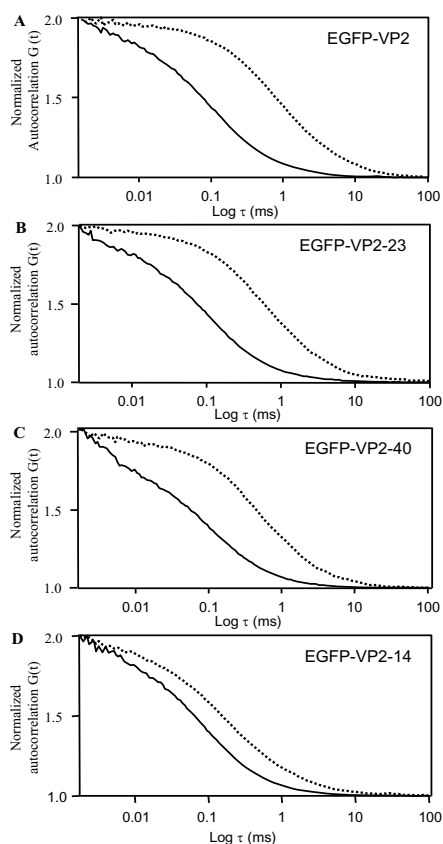 A
EGFP-VP2
Normalized
Autocorrelation G (t)
2.0
1.5
1.0
0.01 0.1 1 10 100
Log τ (ms)
B
EGFP-VP2-23
Normalized
autocorrelation G(t)
2.0
1.5
1.0
0.01 0.1 1 10 100
Log τ (ms)
C
EGFP-VP2-40
Normalized
autocorrelation G(t)
2.0
1.5
1.0
0.01 0.1 1 10 100
Log τ (ms)
D
EGFP-VP2-14
Normalized
autocorrelation G(t)
2.0
1.5
1.0
0.01 0.1 1 10 100
Log τ (ms)